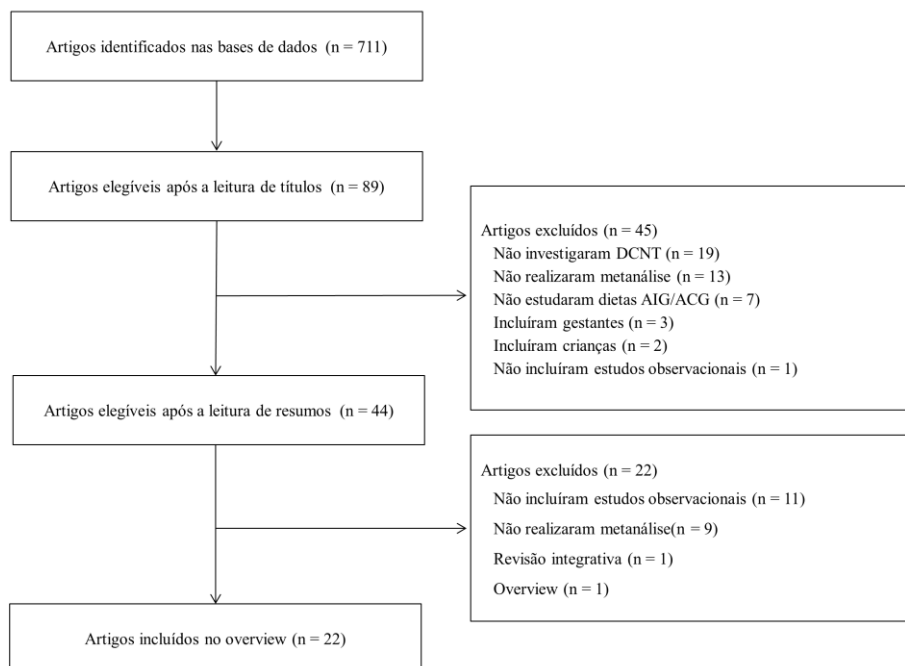 Artigos identificados nas bases de dados (n = 711)
Artigos elegíveis após a leitura de títulos (n = 89)
Artigos excluídos (n = 45)
Não investigaram DCNT (n = 19)
Não realizaram metanálise (n = 13)
Não estudaram dietas AIG/ACG (n = 7)
Incluíram gestantes (n = 3)
Incluíram crianças (n = 2)
Não incluíram estudos observacionais (n = 1)
Artigos elegíveis após a leitura de resumos (n = 44)
Artigos excluídos (n = 22)
Não incluíram estudos observacionais (n = 11)
Não realizaram metanálise(n = 9)
Revisão integrativa (n = 1)
Overview (n = 1)
Artigos incluídos no overview (n = 22)